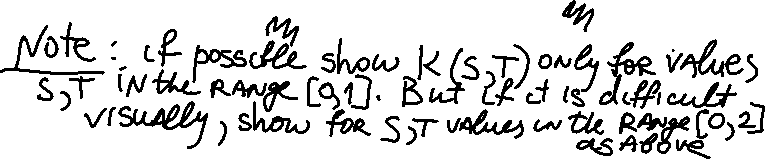 Note: if possible show K(S,T) only for values
S,T in the RANGE [0,1]. But if it is difficult
visually, show for S,T values in the RANGE [0,2]
as Above